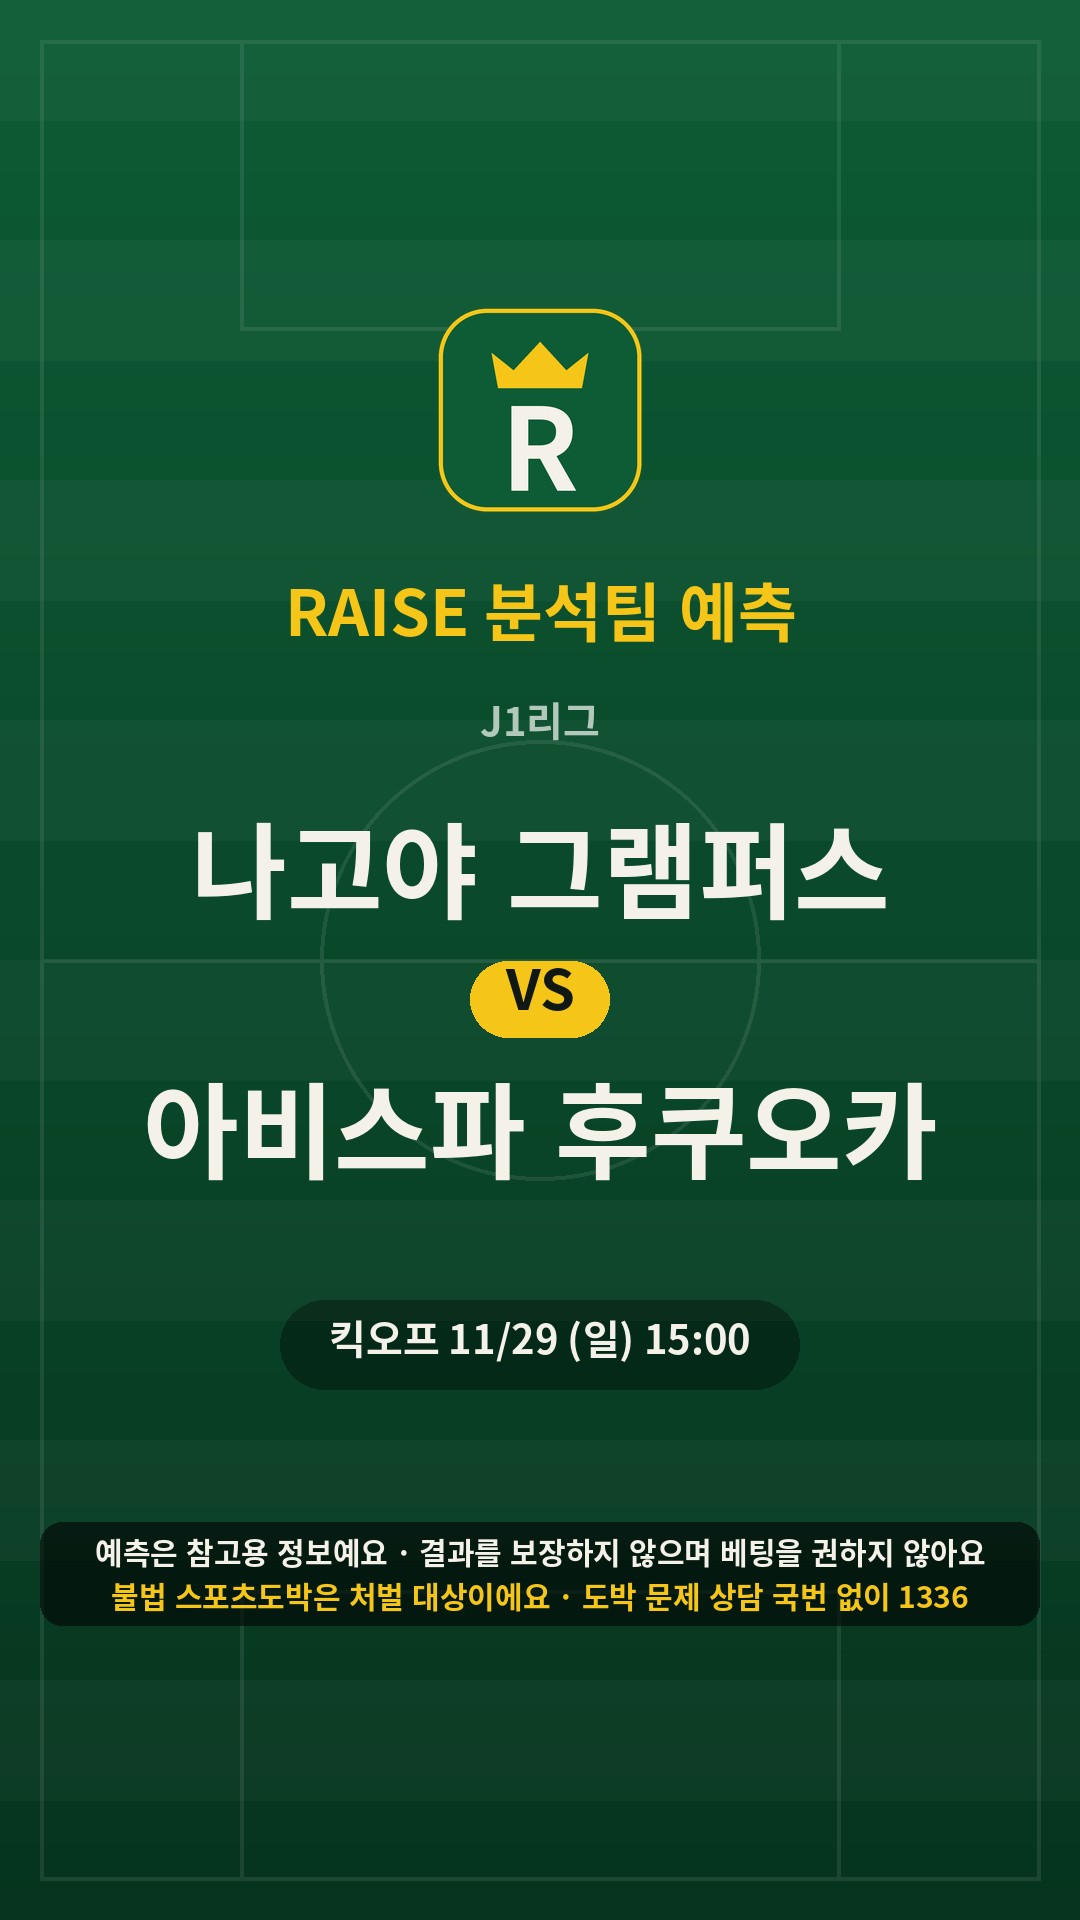 R
RAISE 분석팀 예측
J1리그
나고야 그램퍼스
VS
아비스파 후쿠오카
킥오프 11/29 (일) 15:00
예측은 참고용 정보예요 · 결과를 보장하지 않으며 베팅을 권하지 않아요
불법 스포츠도박은 처벌 대상이에요 · 도박 문제 상담 국번 없이 1336